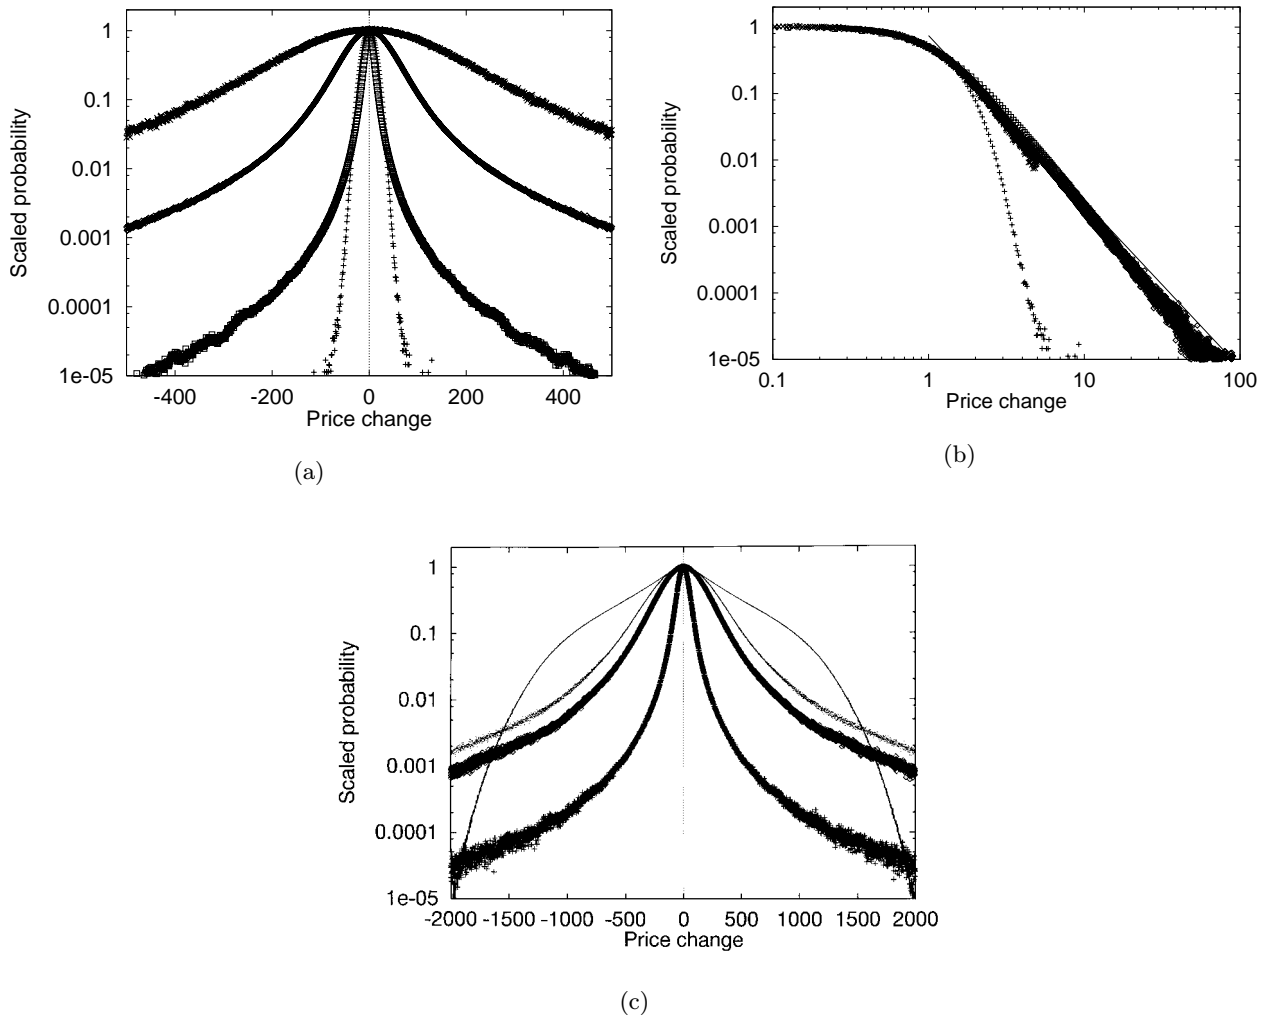 1
0.1
0.01
0.001
0.0001
1e-05
Scaled probability
-400 -200 0 200 400
Price change
(a)
1
0.1
0.01
0.001
0.0001
1e-05
Scaled probability
0.1 1 10 100
Price change
(b)
1
0.1
0.01
0.001
0.0001
1e-05
Scaled probability
-2000 -1500 -1000 -500 0 500 1000 1500 2000
Price change
(c)